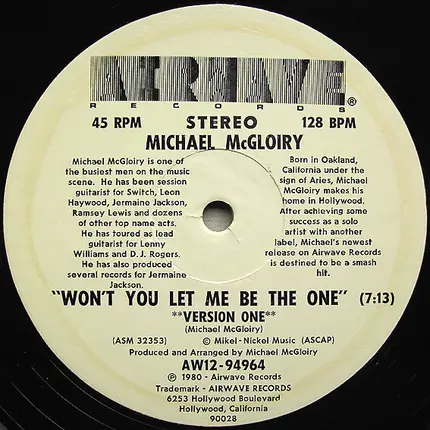 AIRWAVE
RECORDS®
45 RPM STEREO 128 BPM
MICHAEL McGLOIRY
Michael McGloiry is one of
the busiest men on the music
scene. He has been session
guitarist for Switch, Leon
Haywood, Jermaine Jackson,
Ramsey Lewis and dozens
of other top name acts.
He has toured as lead
guitarist for Lenny
Williams and D.J. Rogers.
He has also produced
several records for Jermaine
Jackson.
Born in Oakland,
California under the
sign of Aries, Michael
McGloiry makes his
home in Hollywood.
After achieving some
success as a solo
artist with another
label, Michael's newest
release on Airwave Records
is destined to be a smash
hit.
"WON'T YOU LET ME BE THE ONE" (7:13)
**VERSION ONE**
(Michael McGloiry)
(ASM 32353) © Mikel-Nickel Music (ASCAP)
Produced and Arranged by Michael McGloiry
AW12-94964
℗ 1980 - Airwave Records
Trademark - AIRWAVE RECORDS
6253 Hollywood Boulevard
Hollywood, California
90028